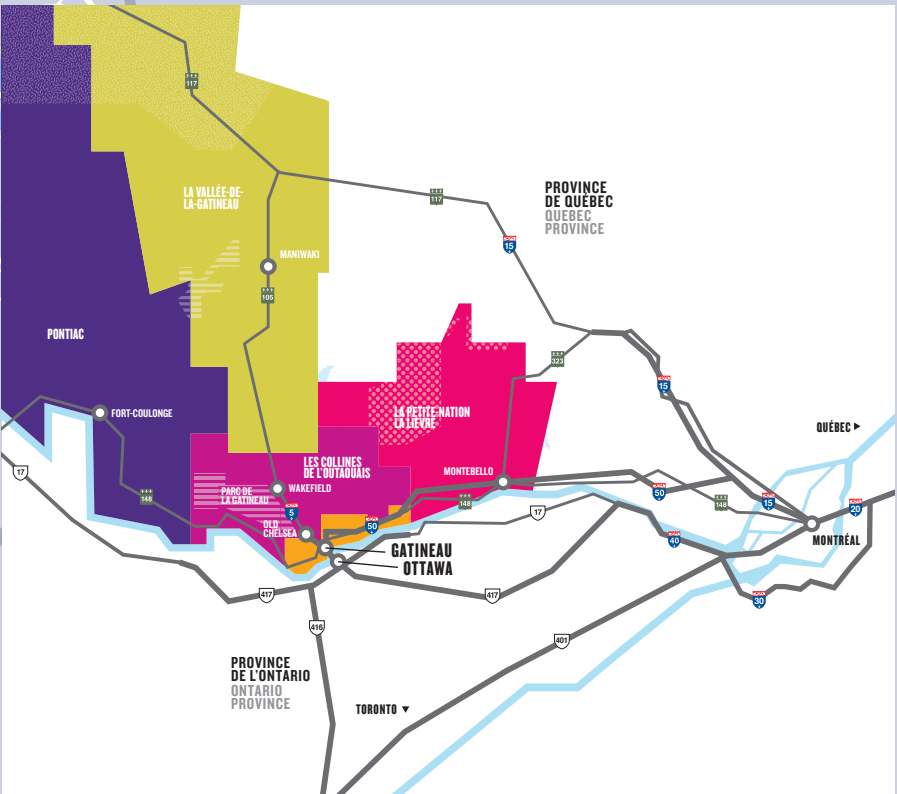 117
LA VALLÉE-DE-
LA-GATINEAU
117
PROVINCE
DE QUÉBEC
QUEBEC
PROVINCE
15
MANIWAKI
105
PONTIAC
323
15
FORT-COULONGE
LA PETITE-NATION
LA LIÈVRE
QUÉBEC
17
LES COLLINES
DE L'OUTAOUAIS
MONTEBELLO
148
PARC DE
LA GATINEAU
WAKEFIELD
50
148
148
15
20
5
17
OLD
CHELSEA
50
40
MONTRÉAL
GATINEAU
OTTAWA
417
417
30
416
401
PROVINCE
DE L'ONTARIO
ONTARIO
PROVINCE
TORONTO